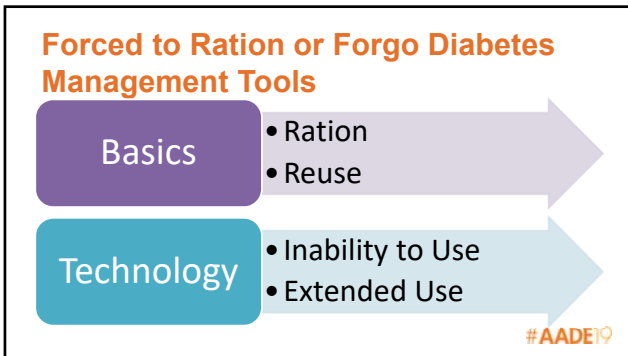 Forced to Ration or Forgo Diabetes
Management Tools
Basics
• Ration
• Reuse
Technology
• Inability to Use
• Extended Use
#AADE19